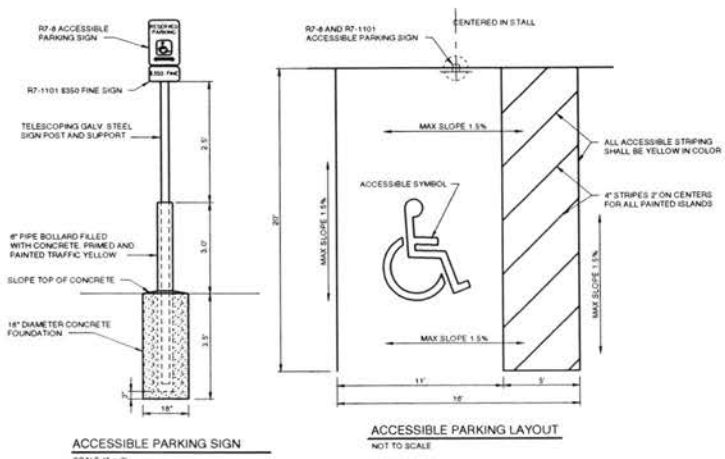 R7-8 ACCESSIBLE
PARKING SIGN
RESERVED
PARKING
$350 FINE
R7-1101 $350 FINE SIGN
TELESCOPING GALV. STEEL
SIGN POST AND SUPPORT
2.5'
6" PIPE BOLLARD FILLED
WITH CONCRETE, PRIMED AND
PAINTED TRAFFIC YELLOW
3.0'
SLOPE TOP OF CONCRETE
18" DIAMETER CONCRETE
FOUNDATION
3.5'
3"
18"
ACCESSIBLE PARKING SIGN
R7-8 AND R7-1101
ACCESSIBLE PARKING SIGN
CENTERED IN STALL
MAX SLOPE 1.5%
ALL ACCESSIBLE STRIPING
SHALL BE YELLOW IN COLOR
ACCESSIBLE SYMBOL
4" STRIPES 2' ON CENTERS
FOR ALL PAINTED ISLANDS
20'
MAX SLOPE 1.5%
MAX SLOPE 1.5%
MAX SLOPE 1.5%
11'
5'
16'
ACCESSIBLE PARKING LAYOUT
NOT TO SCALE